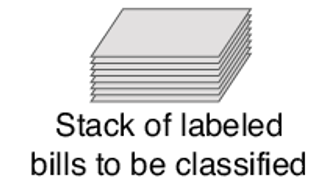 Stack of labeled
bills to be classified